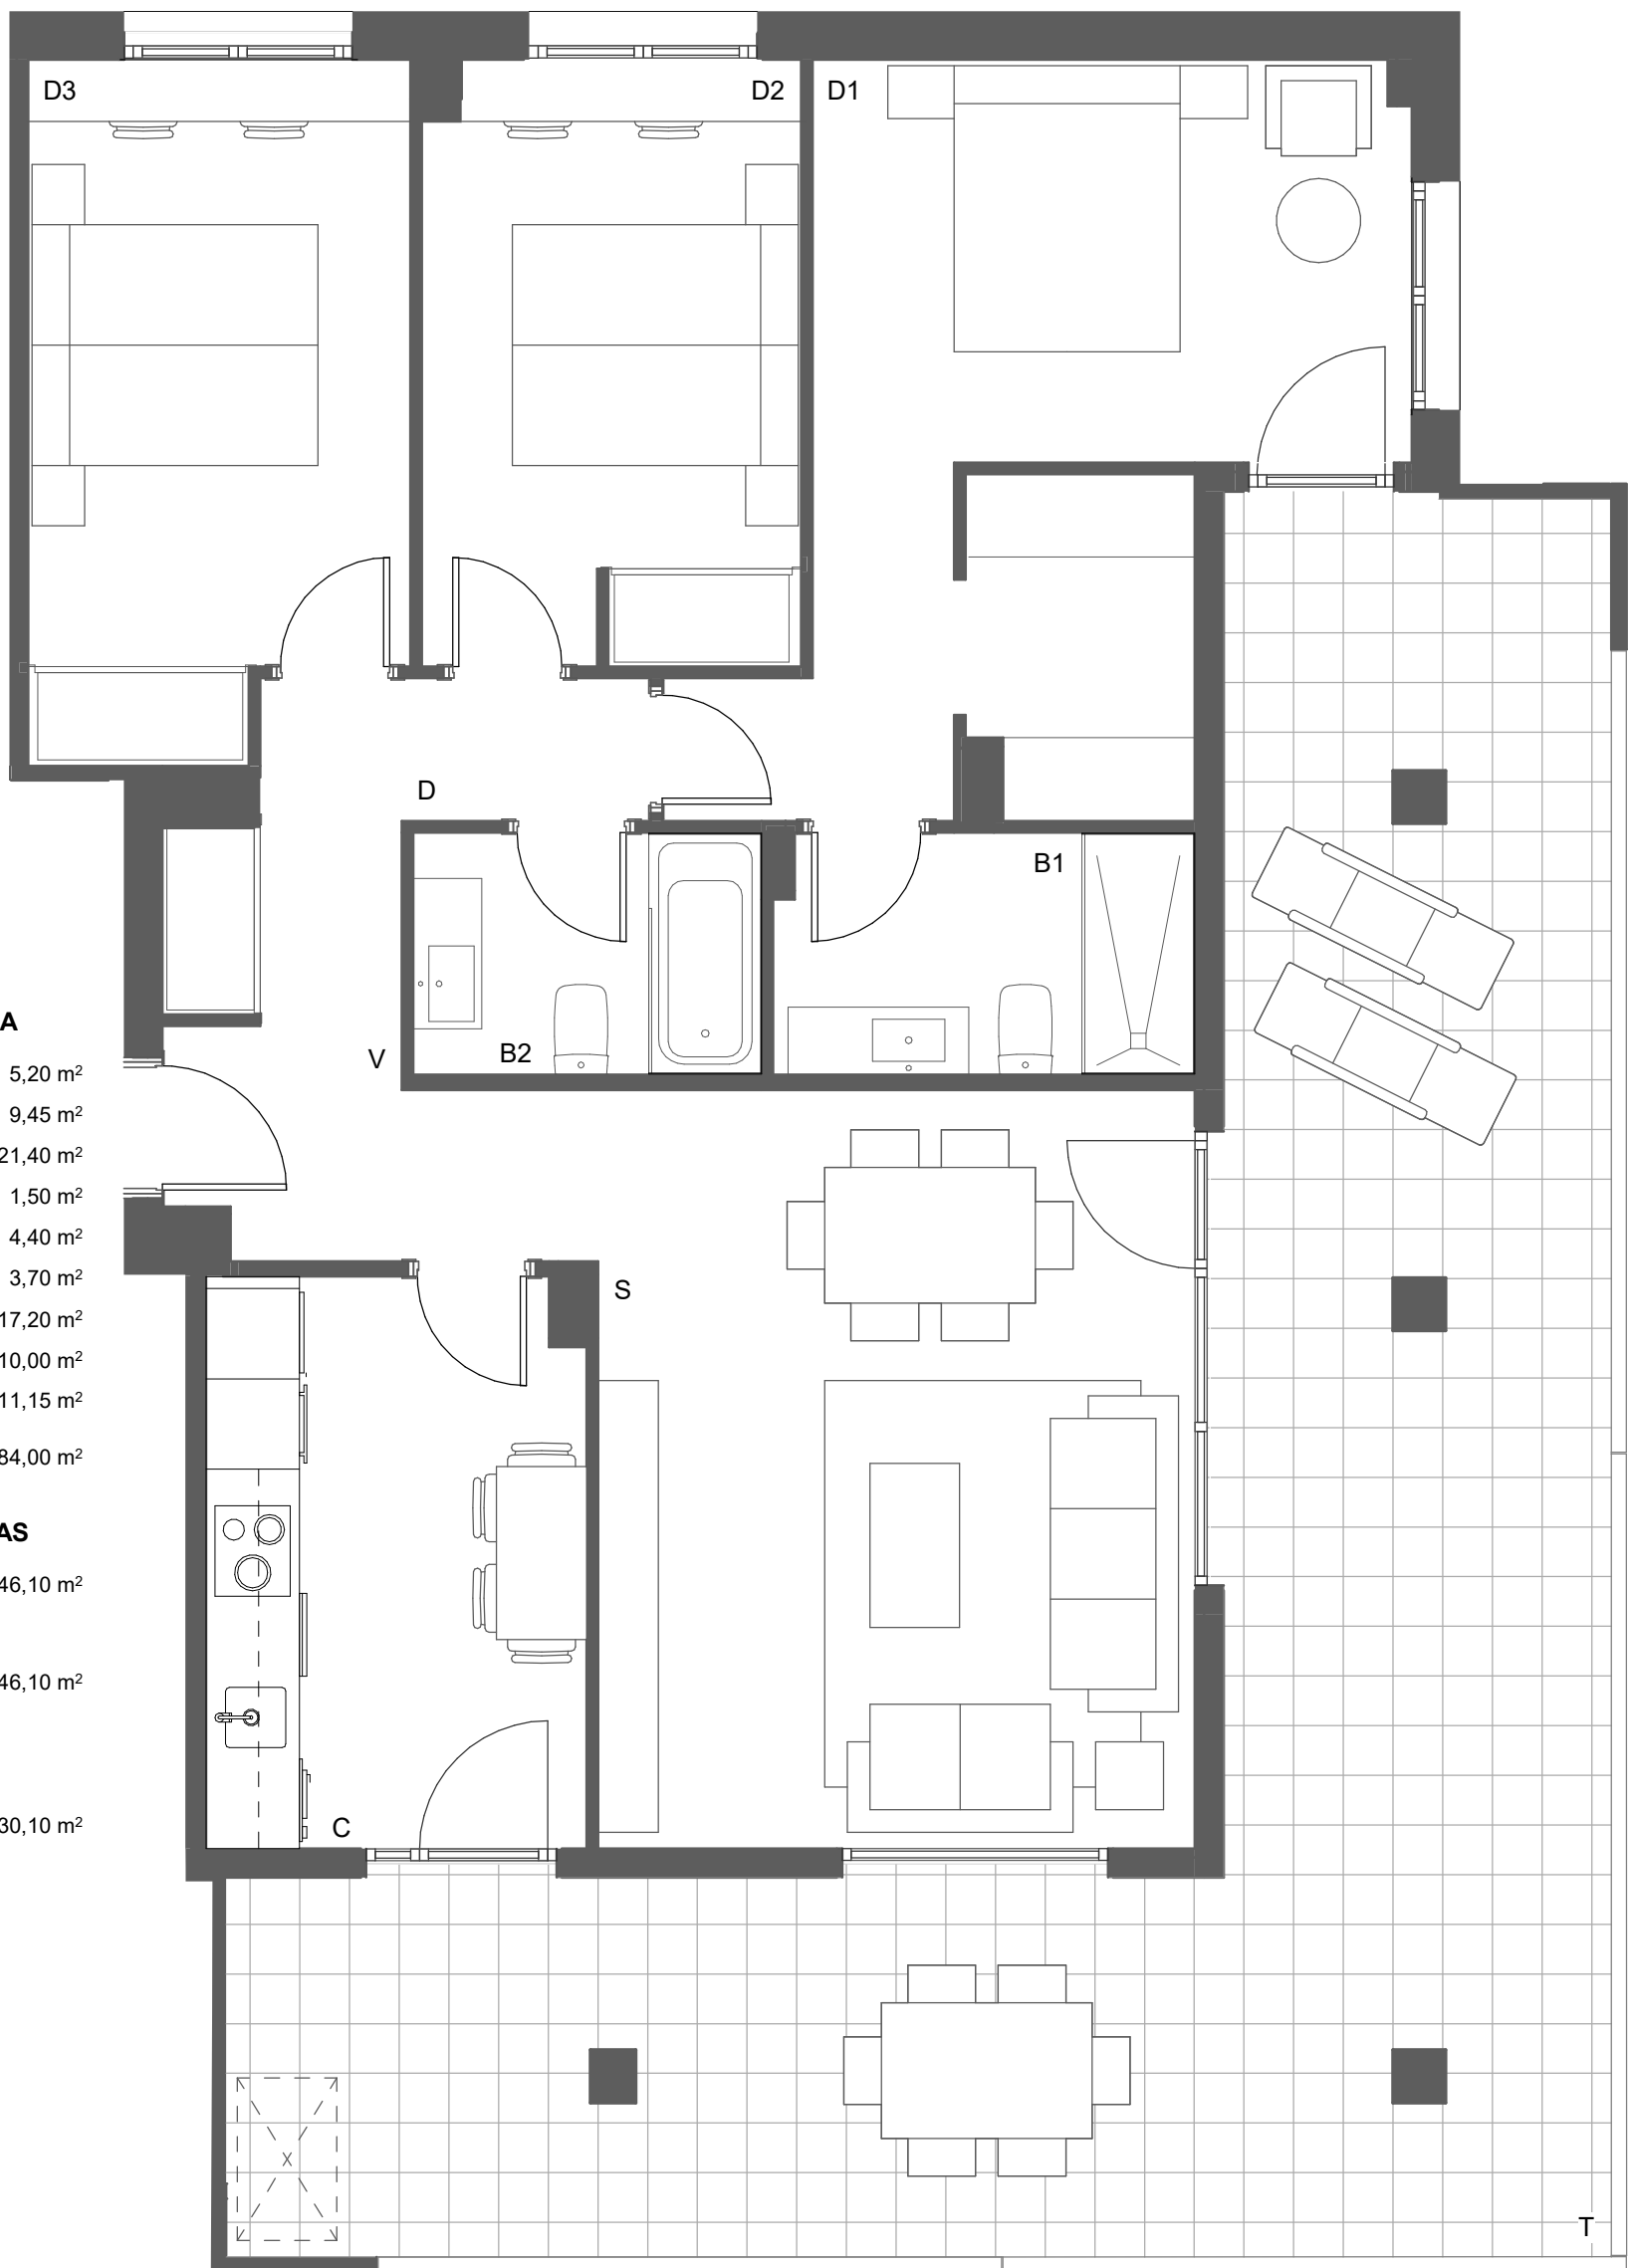 D3
D2
D1
D
B1
A
B2
V
5,20 m²
9,45 m²
21,40 m²
1,50 m²
4,40 m²
3,70 m²
S
17,20 m²
10,00 m²
11,15 m²
84,00 m²
AS
46,10 m²
46,10 m²
30,10 m²
C
T